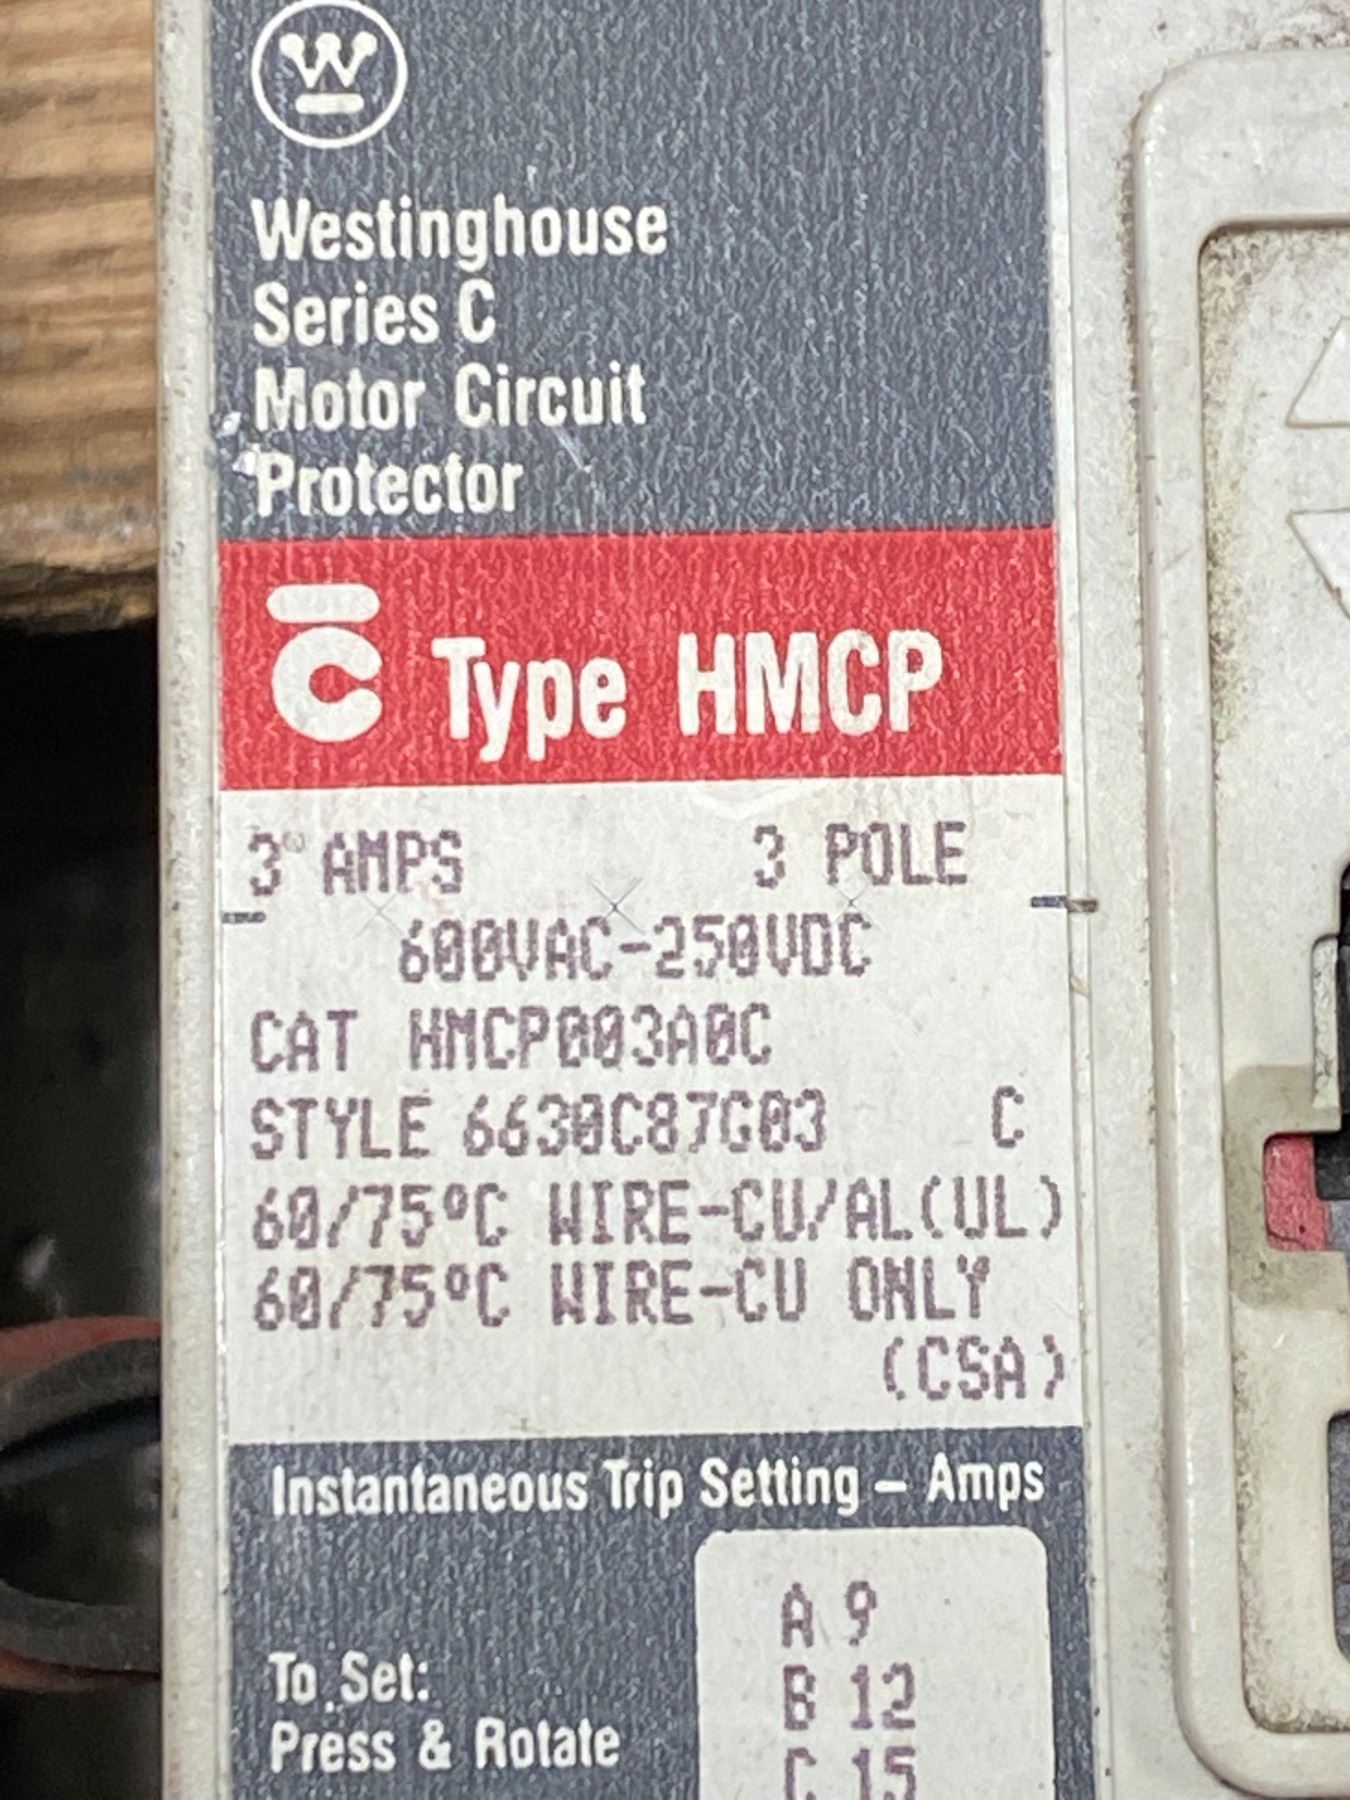 W
Westinghouse
Series C
Motor Circuit
Protector
C Type HMCP
3 AMPS 3 POLE
600VAC-250VDC
CAT HMCP003A0C
STYLE 6630C87G03 C
60/75ºC WIRE-CU/AL(UL)
60/75ºC WIRE-CU ONLY
(CSA)
Instantaneous Trip Setting – Amps
A 9
B 12
To Set:
Press & Rotate
C 15